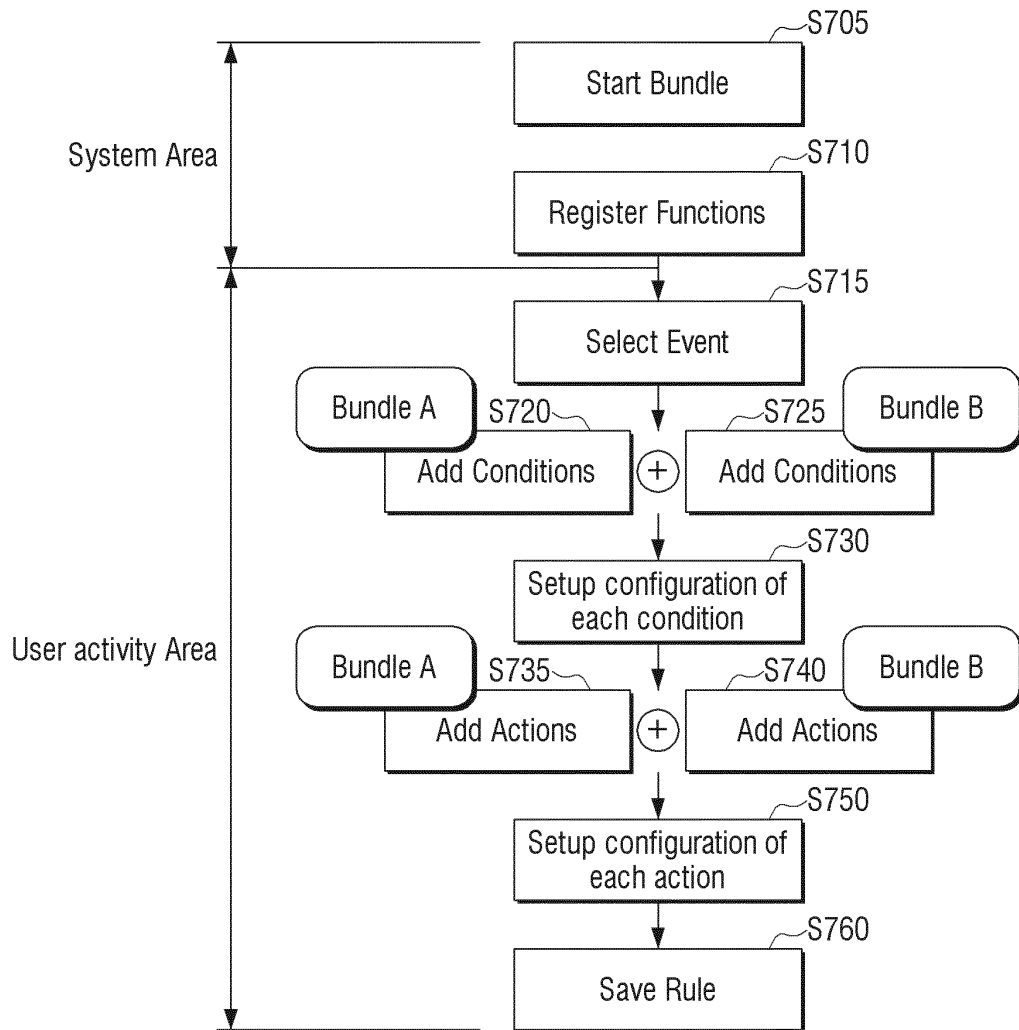 S705
Start Bundle
System Area
S710
Register Functions
S715
Select Event
Bundle A
S720
Add Conditions
+
S725
Bundle B
Add Conditions
S730
Setup configuration of
each condition
User activity Area
Bundle A
S735
Add Actions
+
S740
Bundle B
Add Actions
S750
Setup configuration of
each action
S760
Save Rule